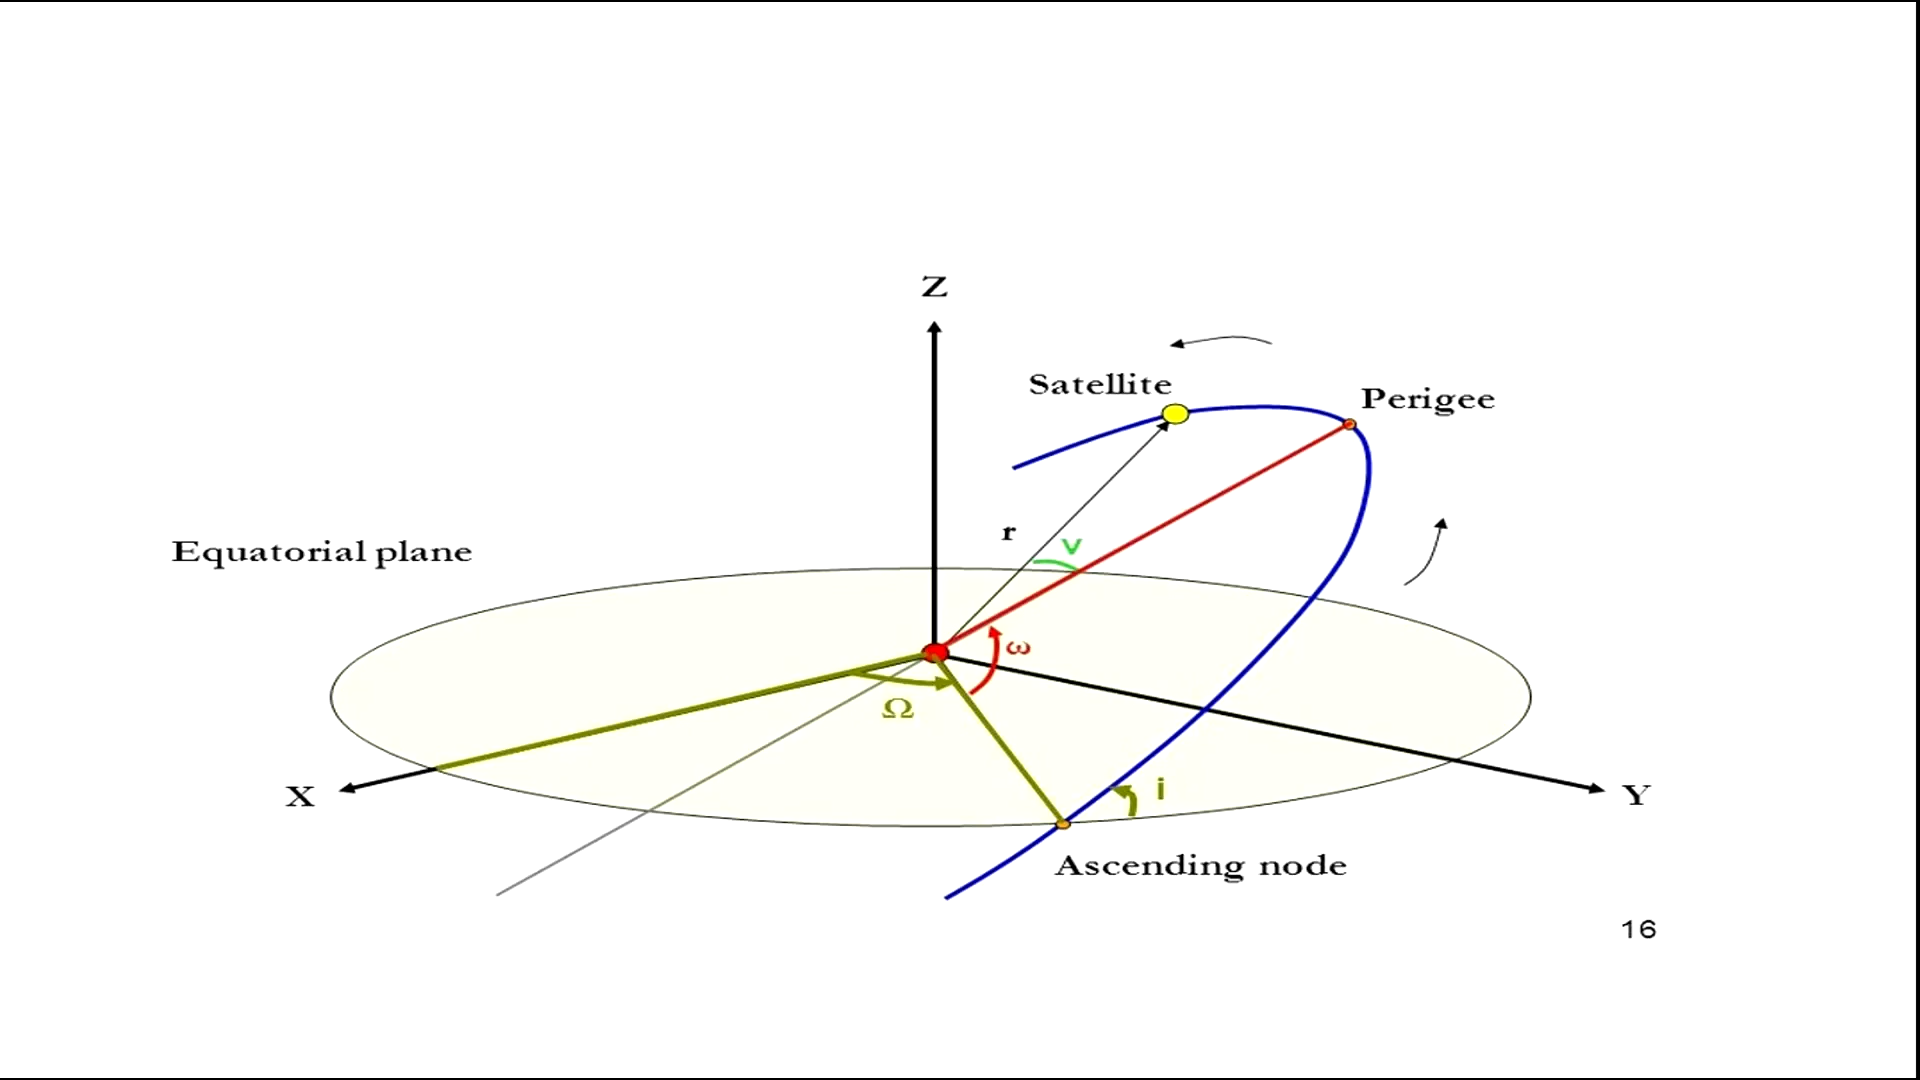 Z
Satellite
Perigee
r
v
Equatorial plane
ω
Ω
X
i
Y
Ascending node
16